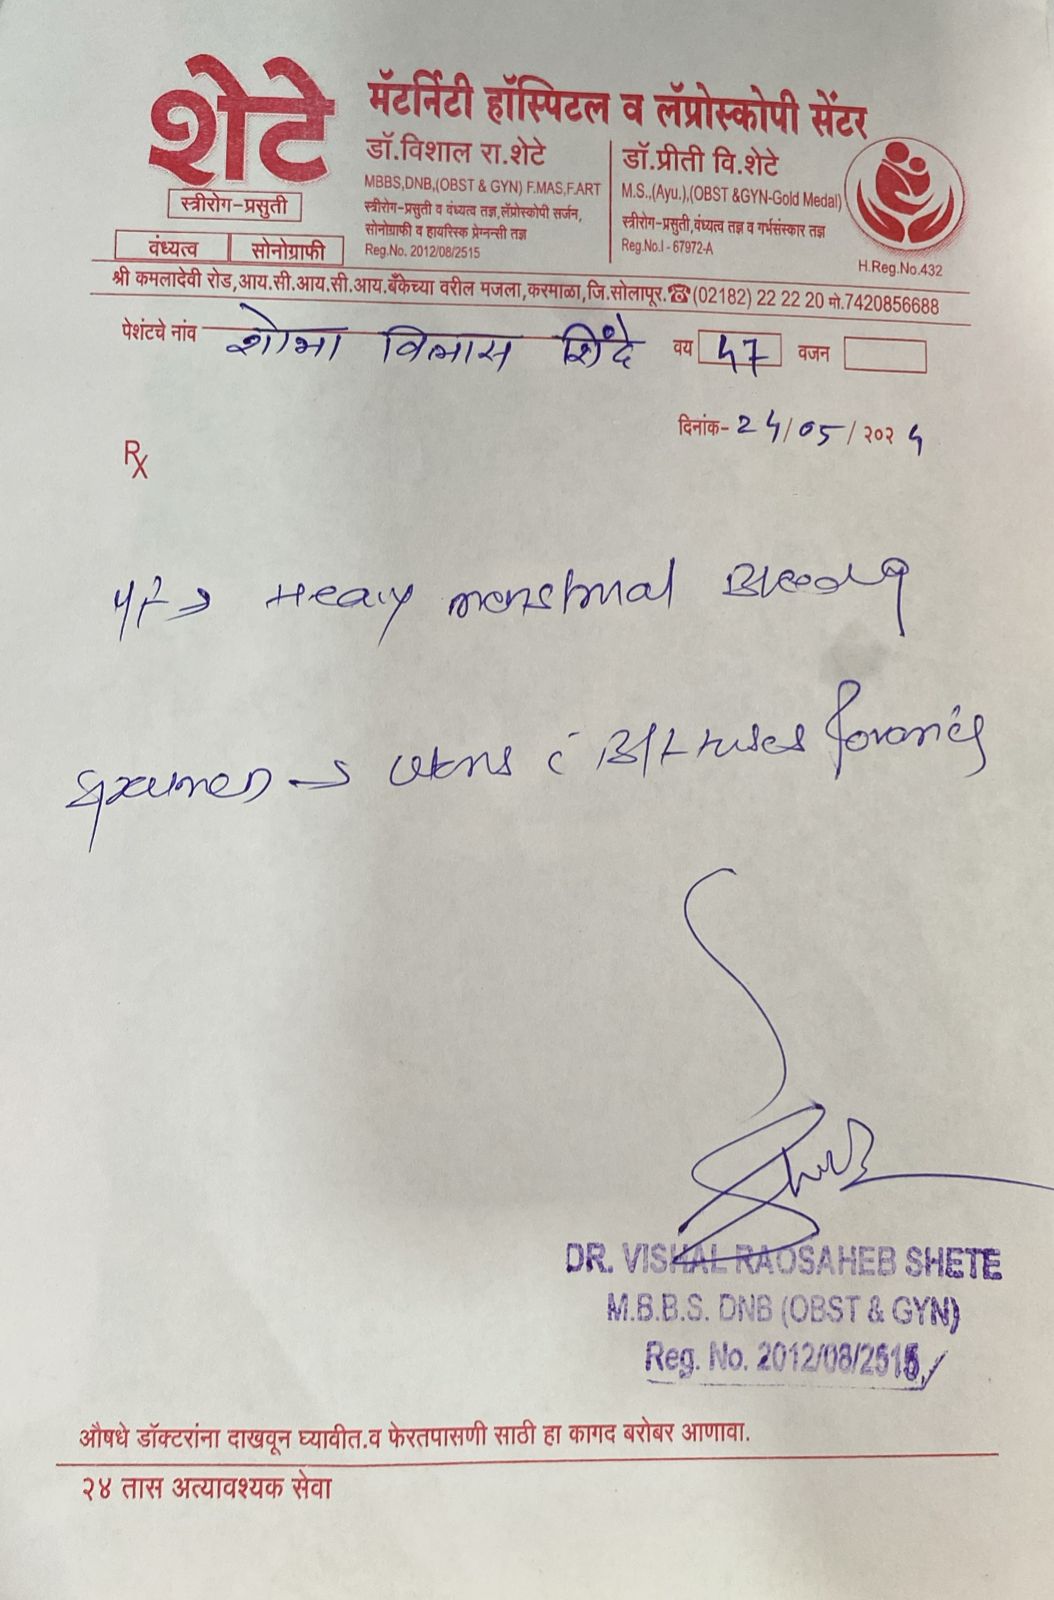 शेटे
मॅटर्निटी हॉस्पिटल व लॅप्रोस्कोपी सेंटर
स्त्रीरोग-प्रसुती
वंध्यत्व सोनोग्राफी
डॉ.विशाल रा.शेटे
MBBS,DNB,(OBST & GYN) F.MAS,F.ART
स्त्रीरोग-प्रसुती व वंध्यत्व तज्ञ,लॅप्रोस्कोपी सर्जन,
सोनोग्राफी व हायरिस्क प्रेग्नन्सी तज्ञ
Reg.No. 2012/08/2515
डॉ.प्रीती वि.शेटे
M.S.,(Ayu.),(OBST &GYN-Gold Medal)
स्त्रीरोग-प्रसुती,वंध्यत्व तज्ञ व गर्भसंस्कार तज्ञ
Reg.No.I - 67972-A
H.Reg.No.432
श्री कमलादेवी रोड,आय.सी.आय.सी.आय.बँकेच्या वरील मजला,करमाळा,जि.सोलापूर.☎(02182) 22 22 20 मो.7420856688
पेशंटचे नांव शोभा विलास शिंदे वय 47 वजन
दिनांक- 24/05/२०२4
Rx
Heavy menstrual Bleeding
specimen → uterus c B/L tubes
DR. VISHAL RAOSAHEB SHETE
M.B.B.S. DNB (OBST & GYN)
Reg. No. 2012/08/2515
औषधे डॉक्टरांना दाखवून घ्यावीत.व फेरतपासणी साठी हा कागद बरोबर आणावा.
२४ तास अत्यावश्यक सेवा